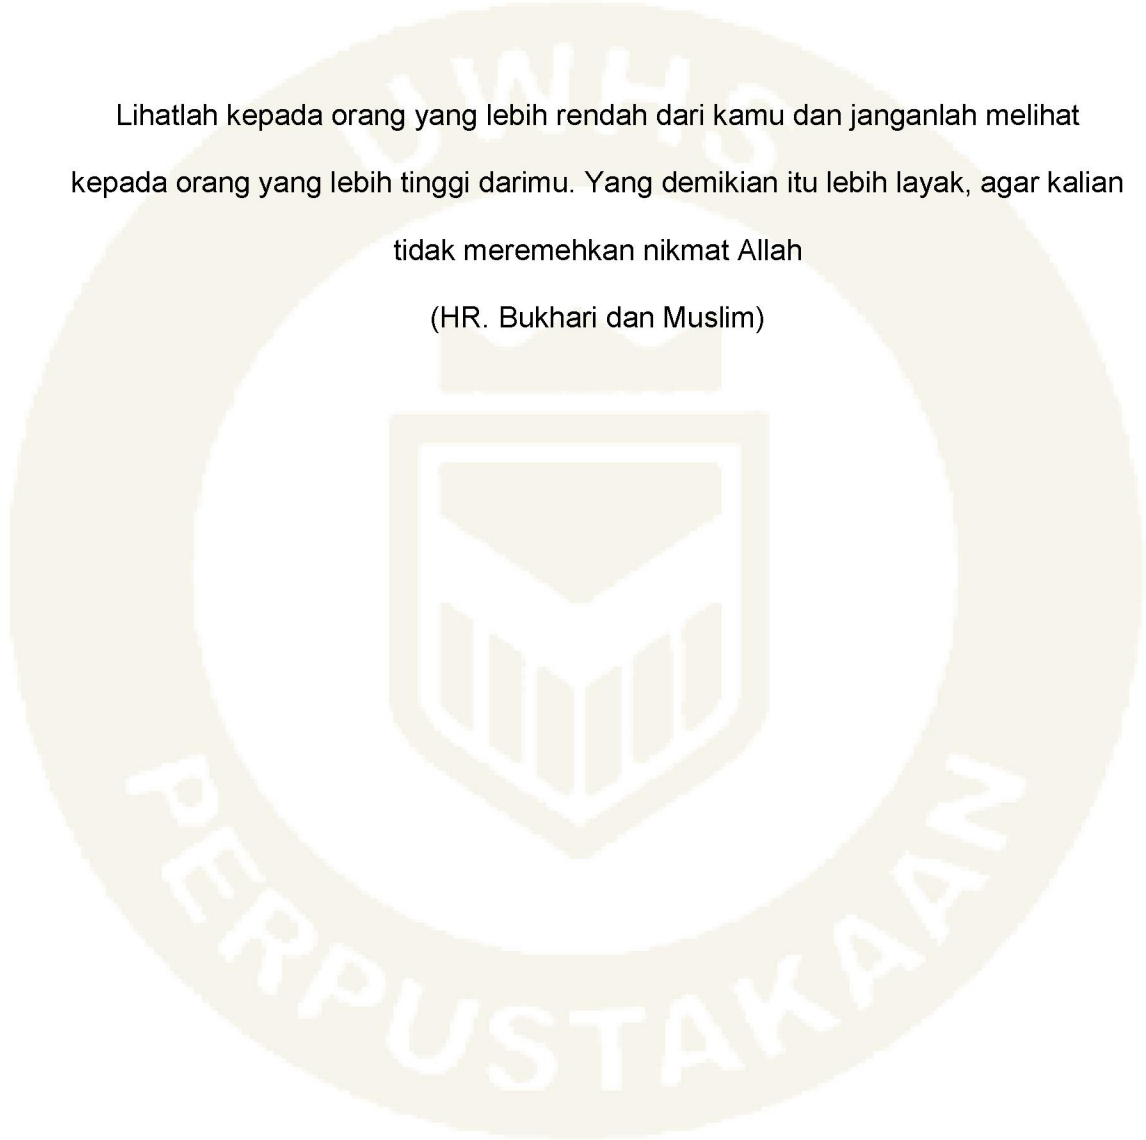 UWHS
Lihatlah kepada orang yang lebih rendah dari kamu dan janganlah melihat
kepada orang yang lebih tinggi darimu. Yang demikian itu lebih layak, agar kalian
tidak meremehkan nikmat Allah
(HR. Bukhari dan Muslim)
PERPUSTAKAAN